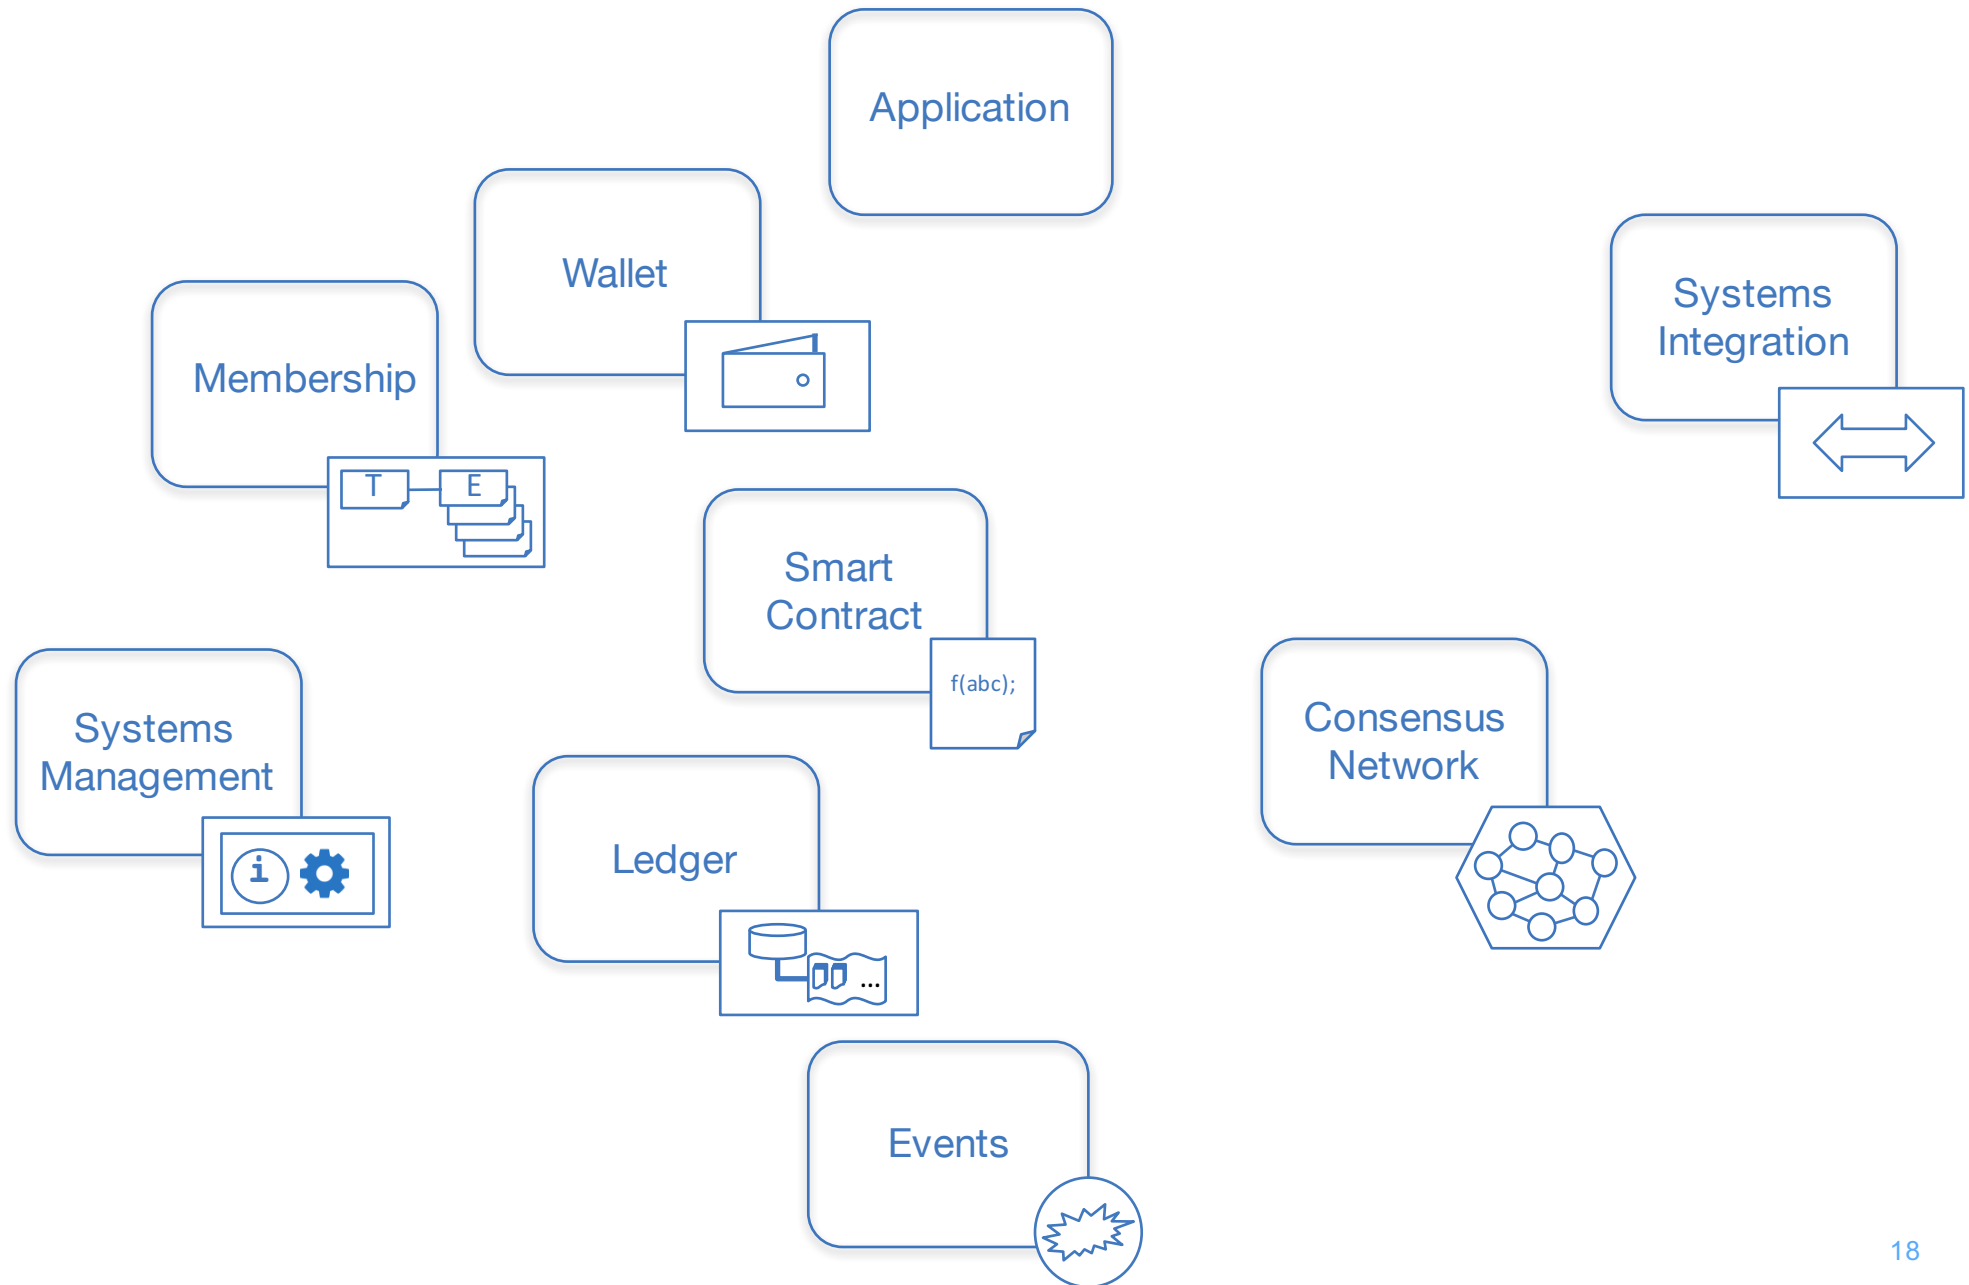 Application
Wallet
Systems
Integration
Membership
T
E
Smart
Contract
f(abc);
Systems
Management
i
Consensus
Network
Ledger
...
Events
18